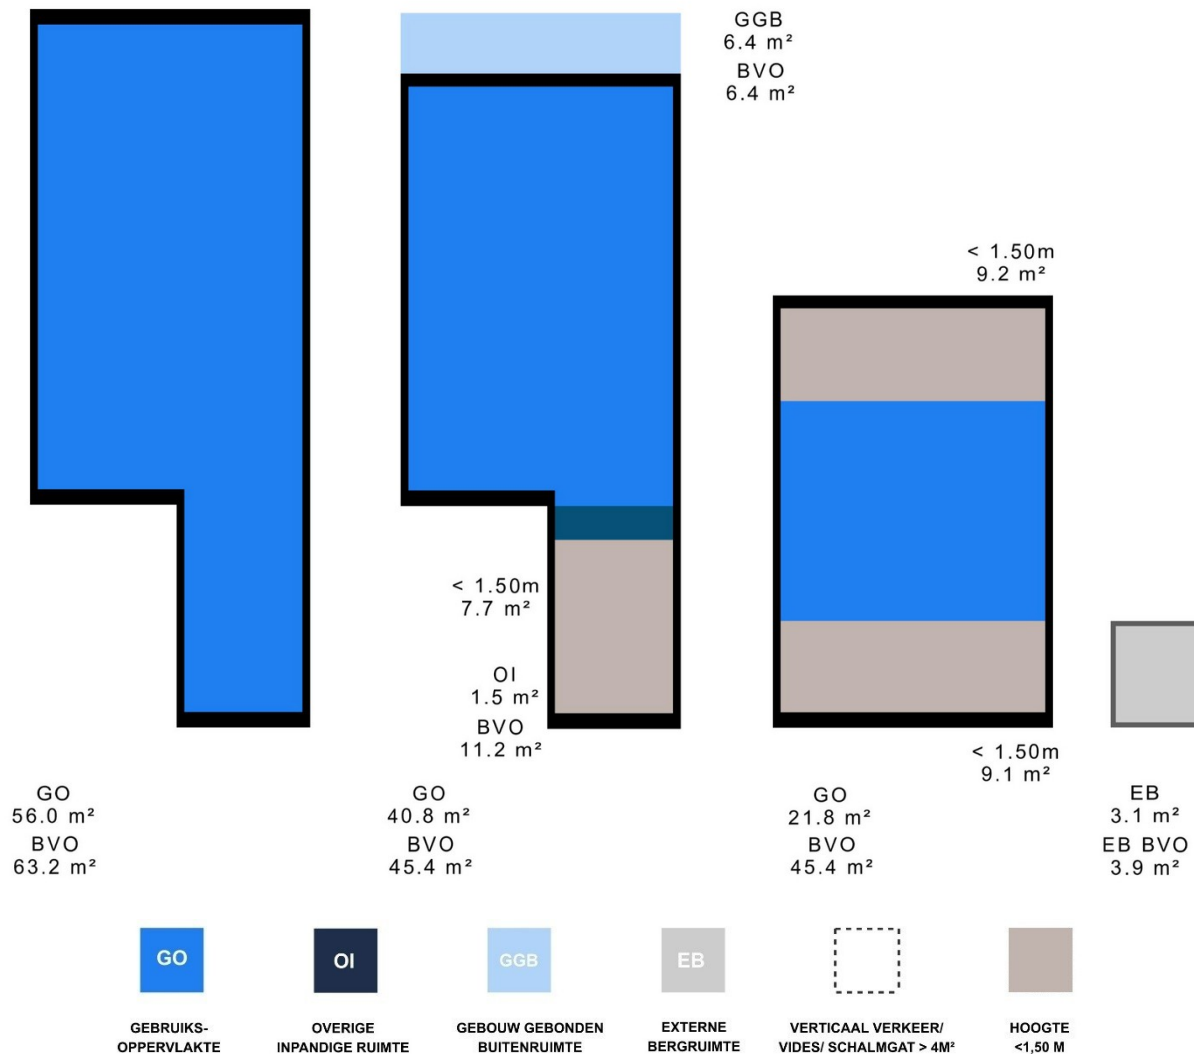 GGB
6.4 m²
BVO
6.4 m²
< 1.50m
9.2 m²
< 1.50m
7.7 m²
OI
1.5 m²
BVO
11.2 m²
< 1.50m
9.1 m²
GO
56.0 m²
BVO
63.2 m²
GO
40.8 m²
BVO
45.4 m²
GO
21.8 m²
BVO
45.4 m²
EB
3.1 m²
EB BVO
3.9 m²
GO
OI
GGB
EB
GEBRUIKS-
OPPERVLAKTE
OVERIGE
INPANDIGE RUIMTE
GEBOUW GEBONDEN
BUITENRUIMTE
EXTERNE
BERGRUIMTE
VERTICAAL VERKEER/
VIDES/ SCHALMGAT > 4M²
HOOGTE
<1,50 M